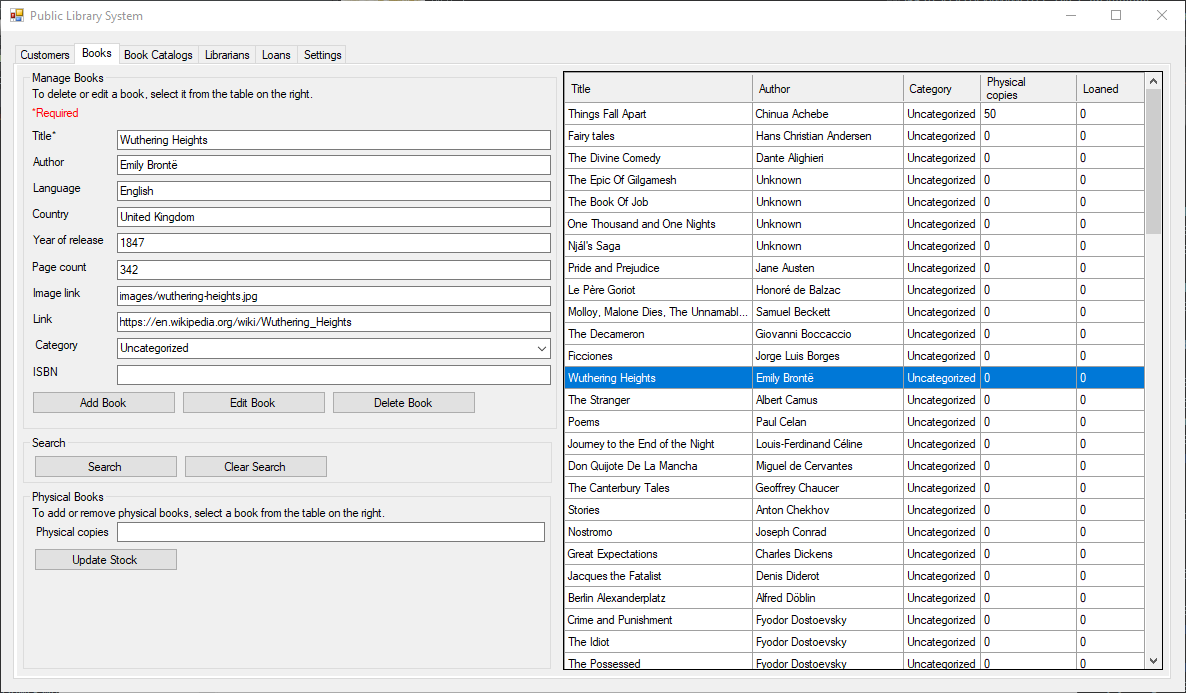 Public Library System
Customers Books Book Catalogs Librarians Loans Settings
Manage Books
To delete or edit a book, select it from the table on the right.
*Required
Title* Wuthering Heights
Author Emily Brontë
Language English
Country United Kingdom
Year of release 1847
Page count 342
Image link images/wuthering-heights.jpg
Link https://en.wikipedia.org/wiki/Wuthering_Heights
Category Uncategorized
ISBN
Add Book Edit Book Delete Book
Search
Search Clear Search
Physical Books
To add or remove physical books, select a book from the table on the right.
Physical copies
Update Stock
Title Author Category Physical copies Loaned
Things Fall Apart Chinua Achebe Uncategorized 50 0
Fairy tales Hans Christian Andersen Uncategorized 0 0
The Divine Comedy Dante Alighieri Uncategorized 0 0
The Epic Of Gilgamesh Unknown Uncategorized 0 0
The Book Of Job Unknown Uncategorized 0 0
One Thousand and One Nights Unknown Uncategorized 0 0
Njál's Saga Unknown Uncategorized 0 0
Pride and Prejudice Jane Austen Uncategorized 0 0
Le Père Goriot Honoré de Balzac Uncategorized 0 0
Molloy, Malone Dies, The Unnamabl... Samuel Beckett Uncategorized 0 0
The Decameron Giovanni Boccaccio Uncategorized 0 0
Ficciones Jorge Luis Borges Uncategorized 0 0
Wuthering Heights Emily Brontë Uncategorized 0 0
The Stranger Albert Camus Uncategorized 0 0
Poems Paul Celan Uncategorized 0 0
Journey to the End of the Night Louis-Ferdinand Céline Uncategorized 0 0
Don Quijote De La Mancha Miguel de Cervantes Uncategorized 0 0
The Canterbury Tales Geoffrey Chaucer Uncategorized 0 0
Stories Anton Chekhov Uncategorized 0 0
Nostromo Joseph Conrad Uncategorized 0 0
Great Expectations Charles Dickens Uncategorized 0 0
Jacques the Fatalist Denis Diderot Uncategorized 0 0
Berlin Alexanderplatz Alfred Döblin Uncategorized 0 0
Crime and Punishment Fyodor Dostoevsky Uncategorized 0 0
The Idiot Fyodor Dostoevsky Uncategorized 0 0
The Possessed Fyodor Dostoevsky Uncategorized 0 0